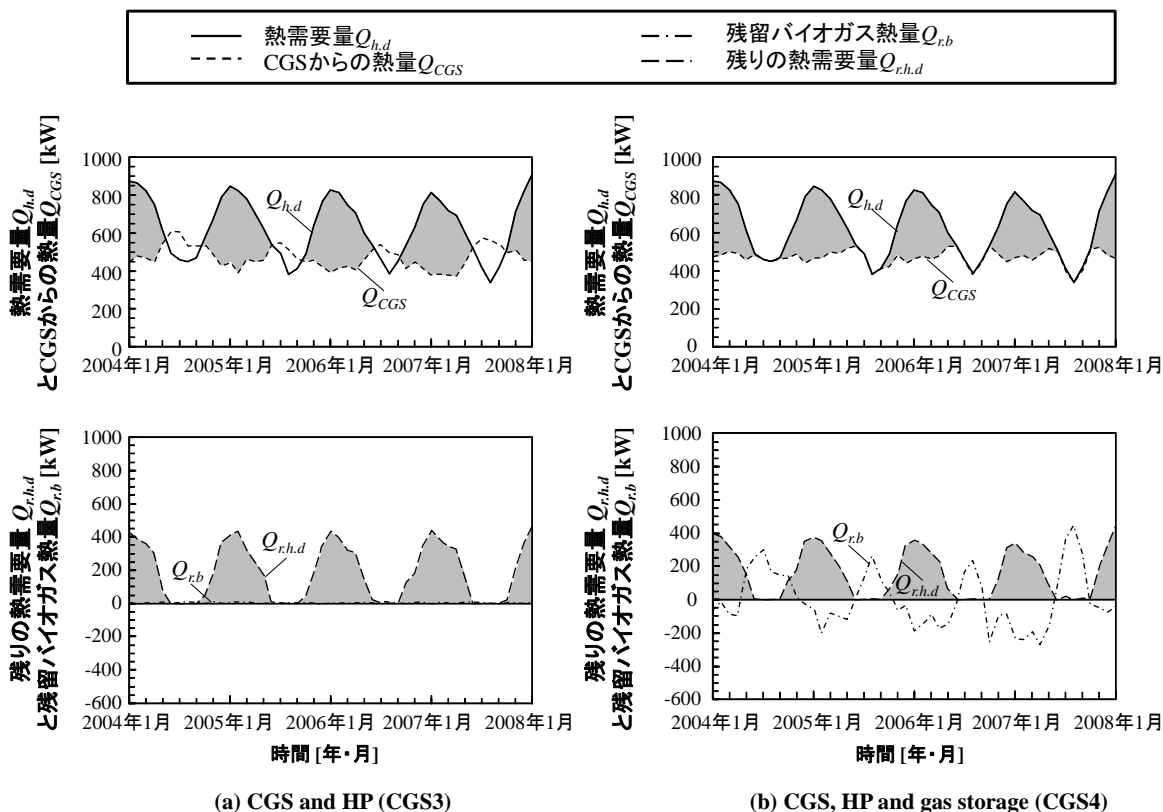 熱需要量Qh.d
残留バイオガス熱量Qr.b
CGSからの熱量QCGS
残りの熱需要量Qr.h.d
熱需要量Qh.d
とCGSからの熱量QCGS [kW]
1000
800
600
400
200
0
Qh.d
QCGS
2004年1月 2005年1月 2006年1月 2007年1月 2008年1月
熱需要量Qh.d
とCGSからの熱量QCGS [kW]
1000
800
600
400
200
0
Qh.d
QCGS
2004年1月 2005年1月 2006年1月 2007年1月 2008年1月
残りの熱需要量 Qr.h.d
と残留バイオガス熱量Qr.b [kW]
1000
800
600
400
200
0
-200
-400
-600
Qr.h.d
Qr.b
2004年1月 2005年1月 2006年1月 2007年1月 2008年1月
時間 [年・月]
残りの熱需要量 Qr.h.d
と残留バイオガス熱量Qr.b [kW]
1000
800
600
400
200
0
-200
-400
-600
Qr.b
Qr.h.d
2004年1月 2005年1月 2006年1月 2007年1月 2008年1月
時間 [年・月]
(a) CGS and HP (CGS3)
(b) CGS, HP and gas storage (CGS4)